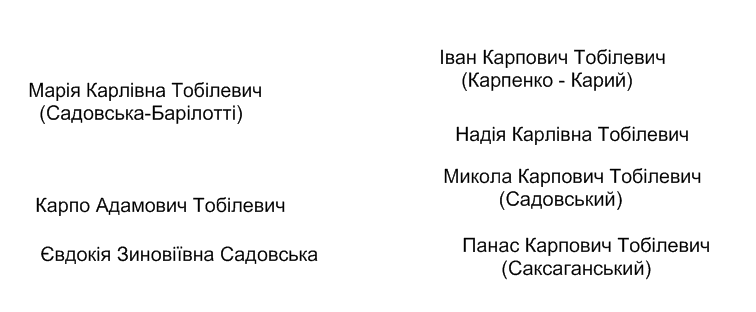 Марія Карлівна Тобілевич
(Садовська-Барілотті)
Карпо Адамович Тобілевич
Євдокія Зиновіївна Садовська
Іван Карпович Тобілевич
(Карпенко - Карий)
Надія Карлівна Тобілевич
Микола Карпович Тобілевич
(Садовський)
Панас Карпович Тобілевич
(Саксаганський)